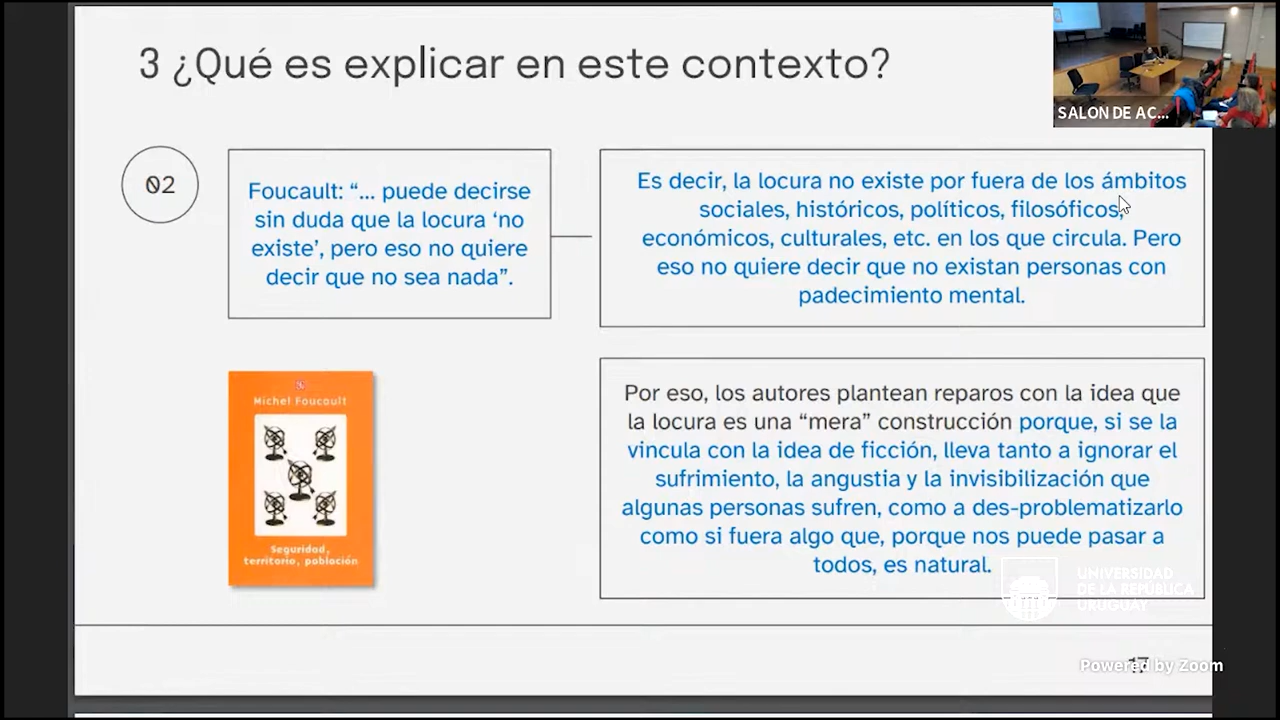 3 ¿Qué es explicar en este contexto?
SALON DE AC...
02
Foucault: “... puede decirse
sin duda que la locura ‘no
existe’, pero eso no quiere
decir que no sea nada”.
Es decir, la locura no existe por fuera de los ámbitos
sociales, históricos, políticos, filosóficos,
económicos, culturales, etc. en los que circula. Pero
eso no quiere decir que no existan personas con
padecimiento mental.
Michel Foucault
Seguridad,
territorio, población
Por eso, los autores plantean reparos con la idea que
la locura es una “mera” construcción porque, si se la
vincula con la idea de ficción, lleva tanto a ignorar el
sufrimiento, la angustia y la invisibilización que
algunas personas sufren, como a des-problematizarlo
como si fuera algo que, porque nos puede pasar a
todos, es natural.
UNIVERSIDAD
DE LA REPÚBLICA
URUGUAY
17
Powered by Zoom